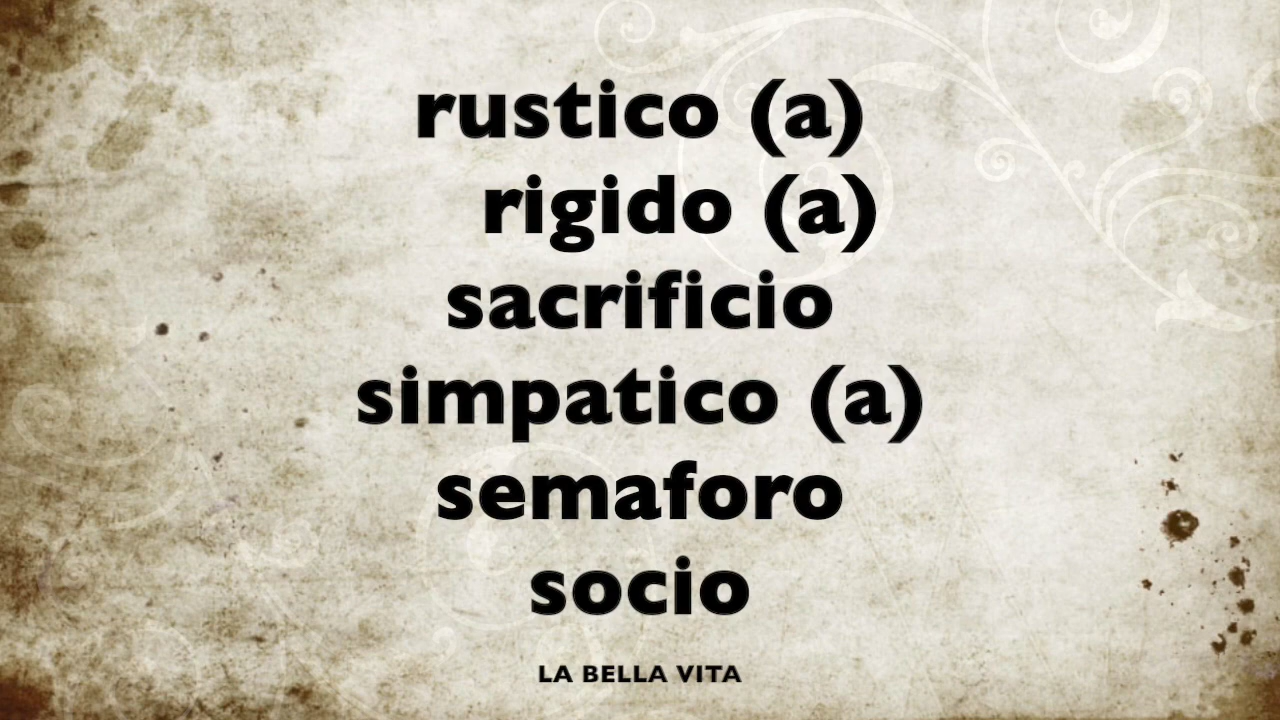 rustico (a)
rigido (a)
sacrificio
simpatico (a)
semaforo
socio
LA BELLA VITA